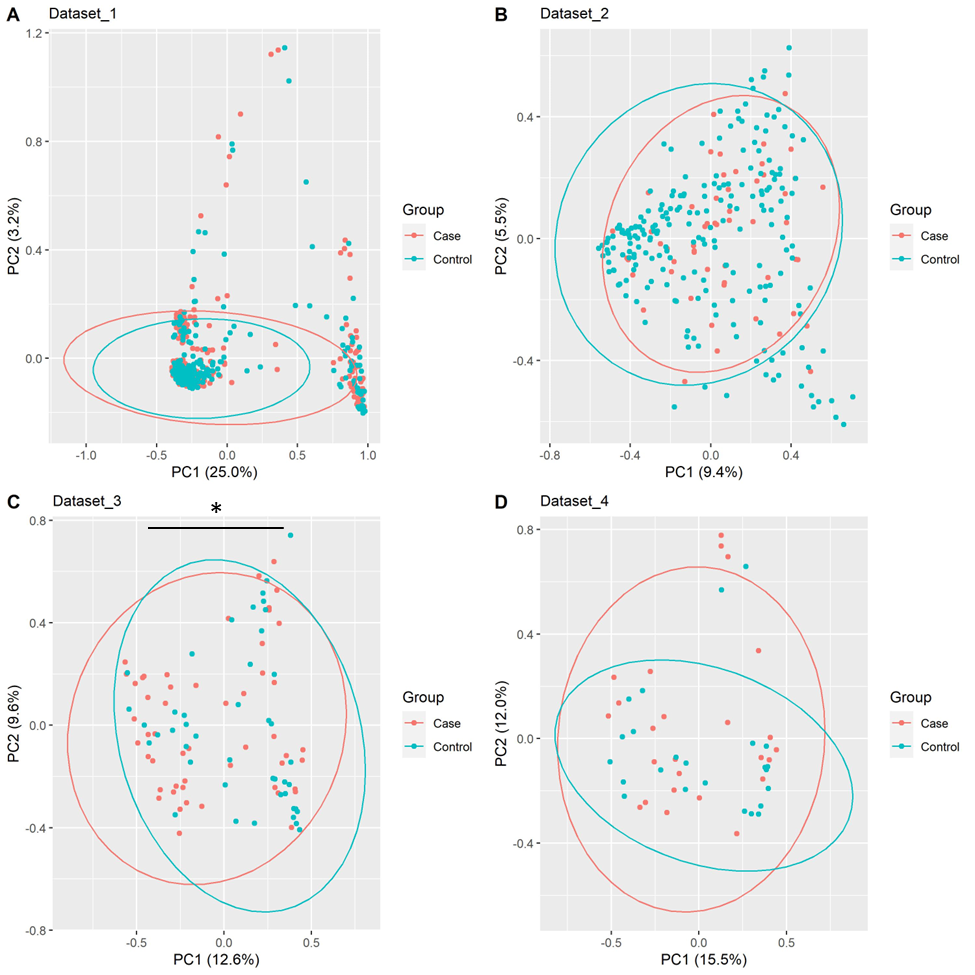 A
Dataset_1
1.2
0.8
0.4
0.0
PC2 (3.2%)
-1.0
-0.5
0.0
0.5
1.0
PC1 (25.0%)
Group
Case
Control
B
Dataset_2
0.4
0.0
-0.4
PC2 (5.5%)
-0.8
-0.4
0.0
0.4
PC1 (9.4%)
Group
Case
Control
C
Dataset_3
*
0.8
0.4
0.0
-0.4
-0.8
PC2 (9.6%)
-0.5
0.0
0.5
PC1 (12.6%)
Group
Case
Control
D
Dataset_4
0.8
0.4
0.0
-0.4
PC2 (12.0%)
-0.5
0.0
0.5
PC1 (15.5%)
Group
Case
Control